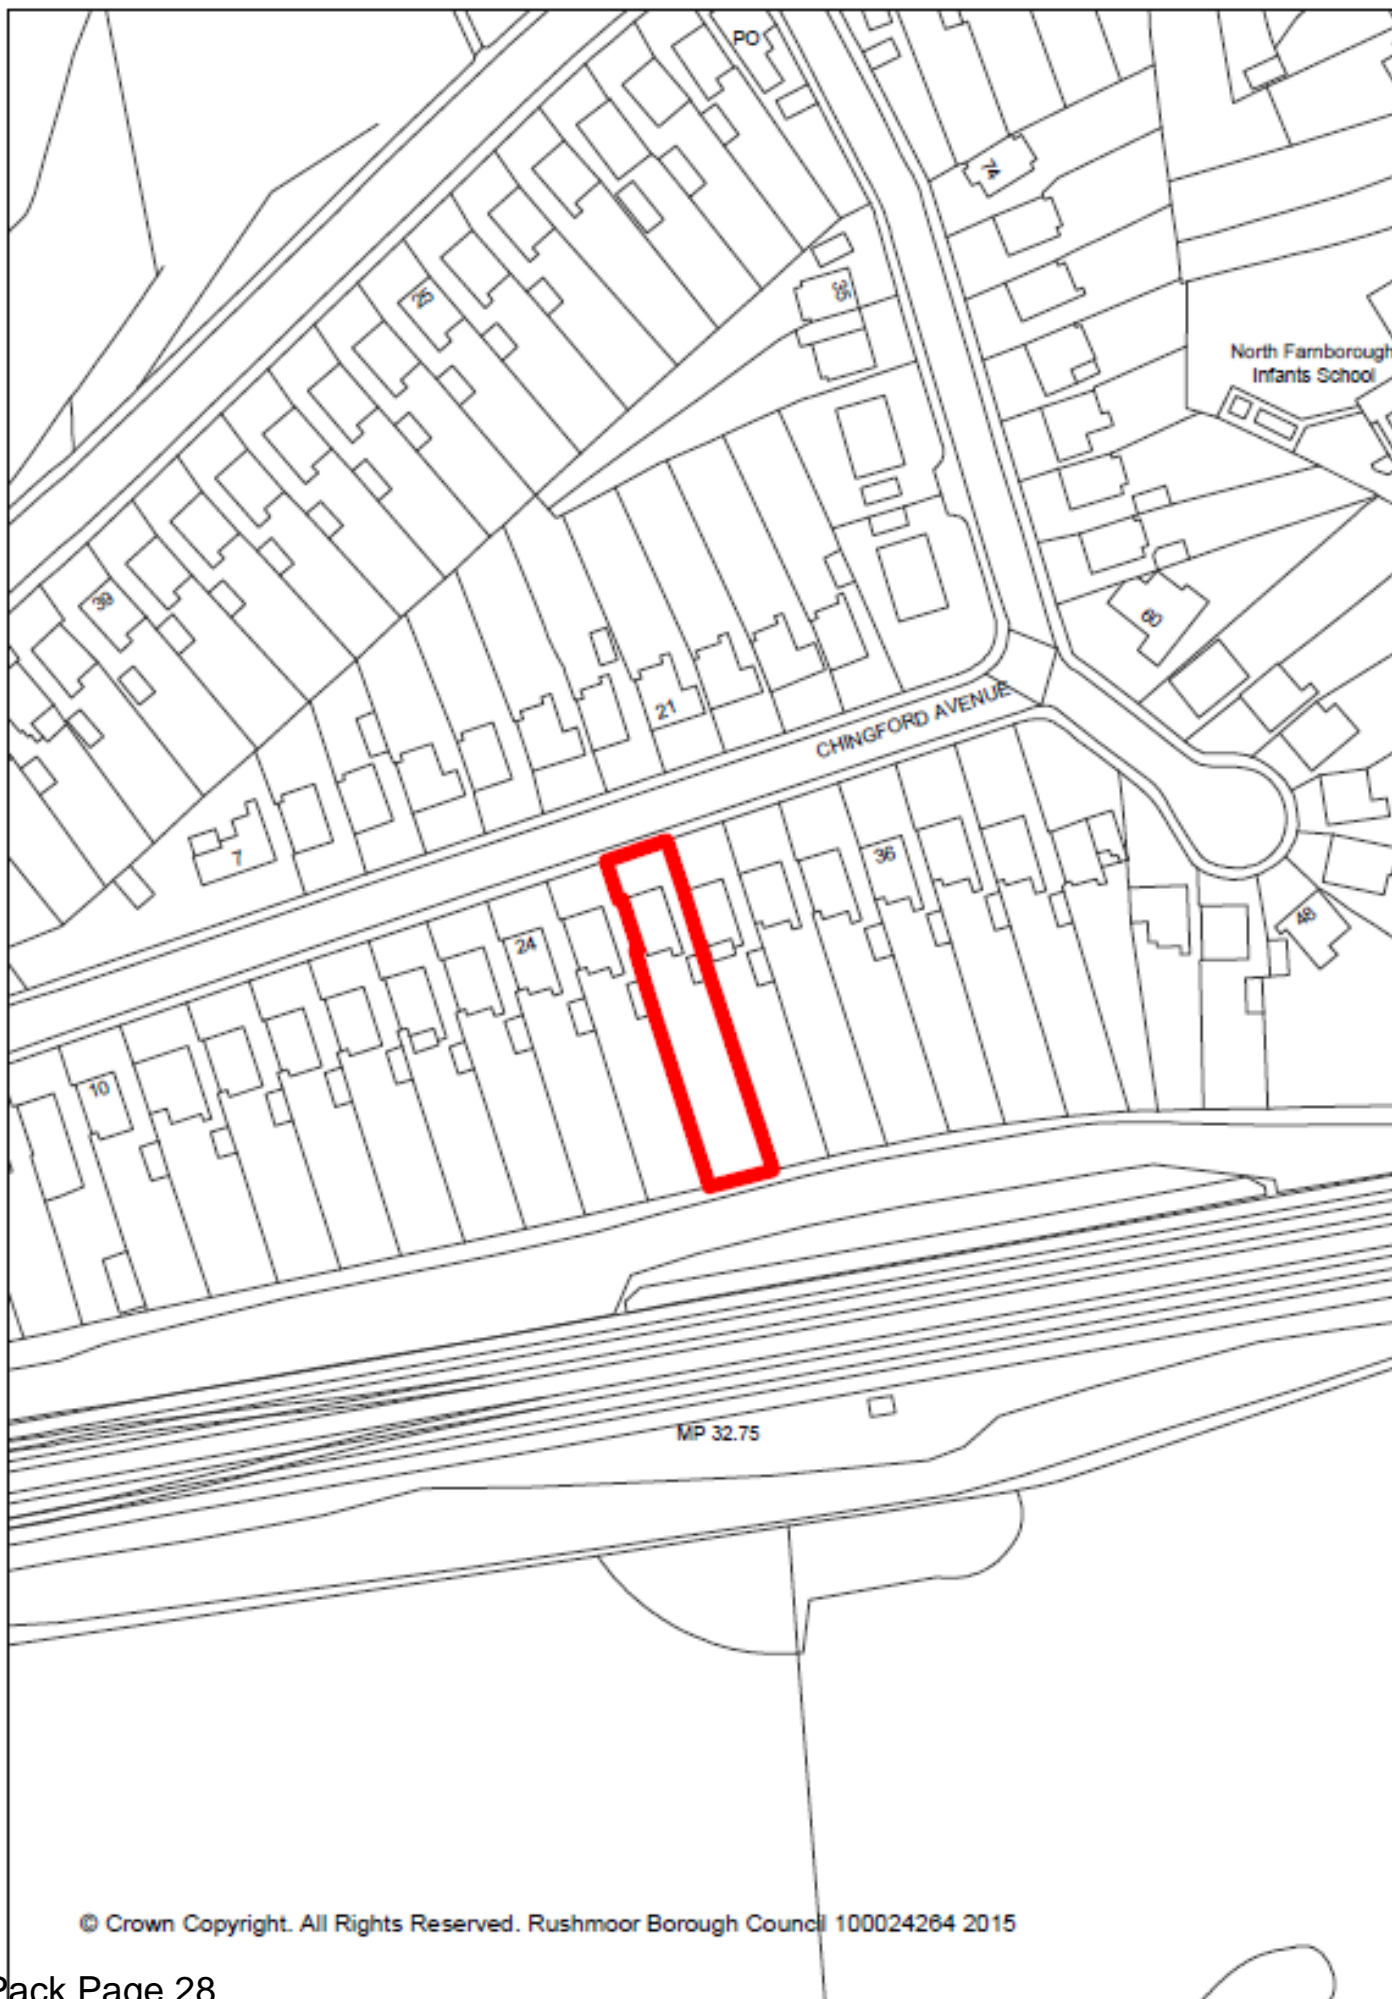 PO
74
25
35
North Farnborough
Infants School
39
60
21
CHINGFORD AVENUE
7
36
24
48
10
MP 32.75
© Crown Copyright. All Rights Reserved. Rushmoor Borough Council 100024264 2015
Pack Page 28